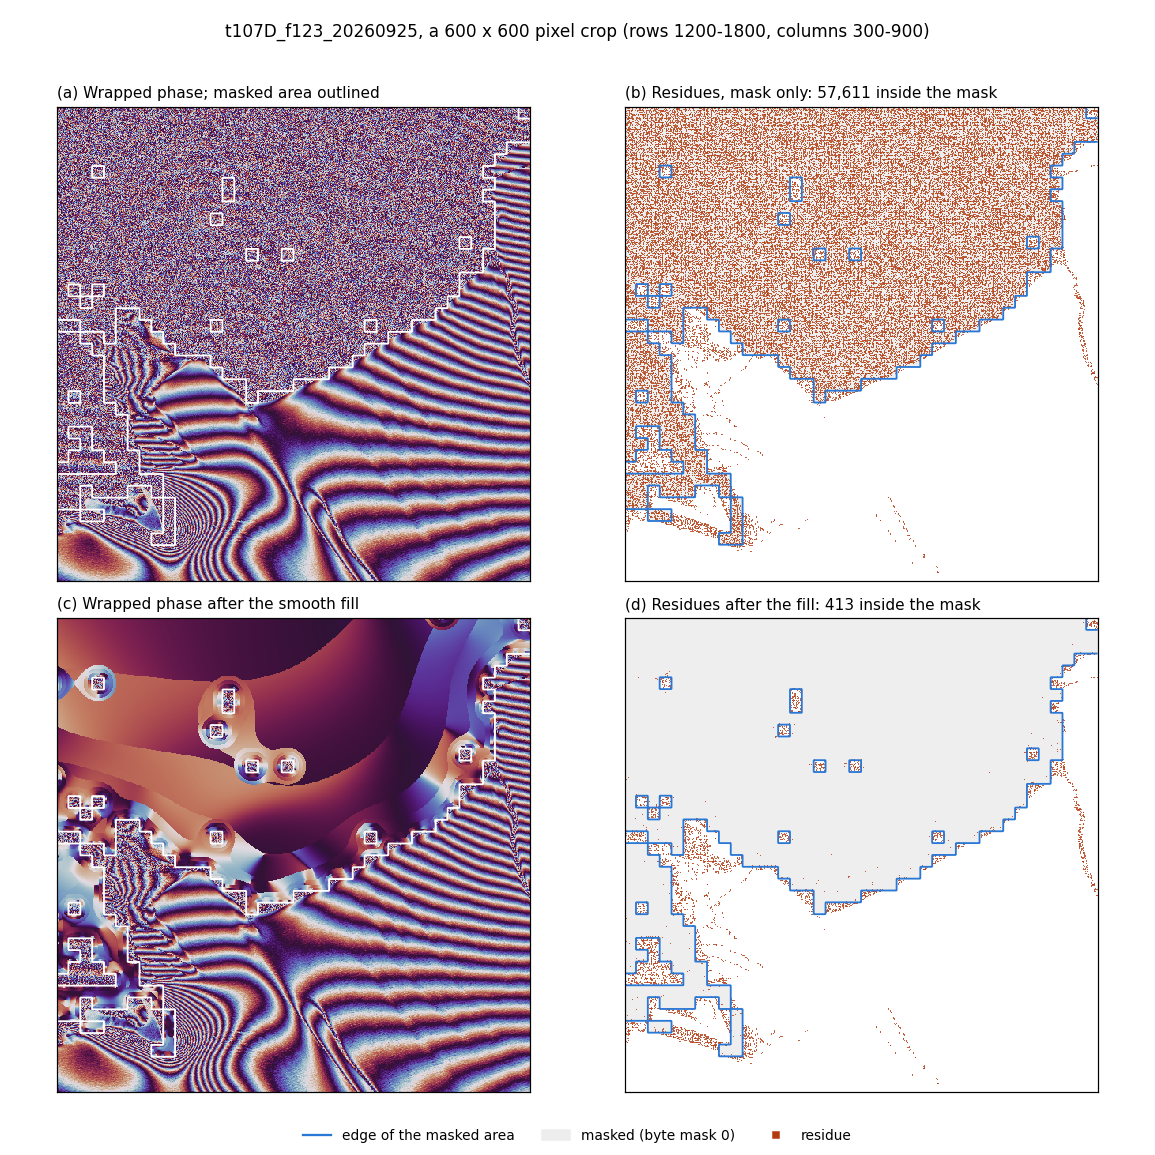 t107D_f123_20260925, a 600 x 600 pixel crop (rows 1200-1800, columns 300-900)
(a) Wrapped phase; masked area outlined
(b) Residues, mask only: 57,611 inside the mask
(c) Wrapped phase after the smooth fill
(d) Residues after the fill: 413 inside the mask
edge of the masked area
masked (byte mask 0)
residue